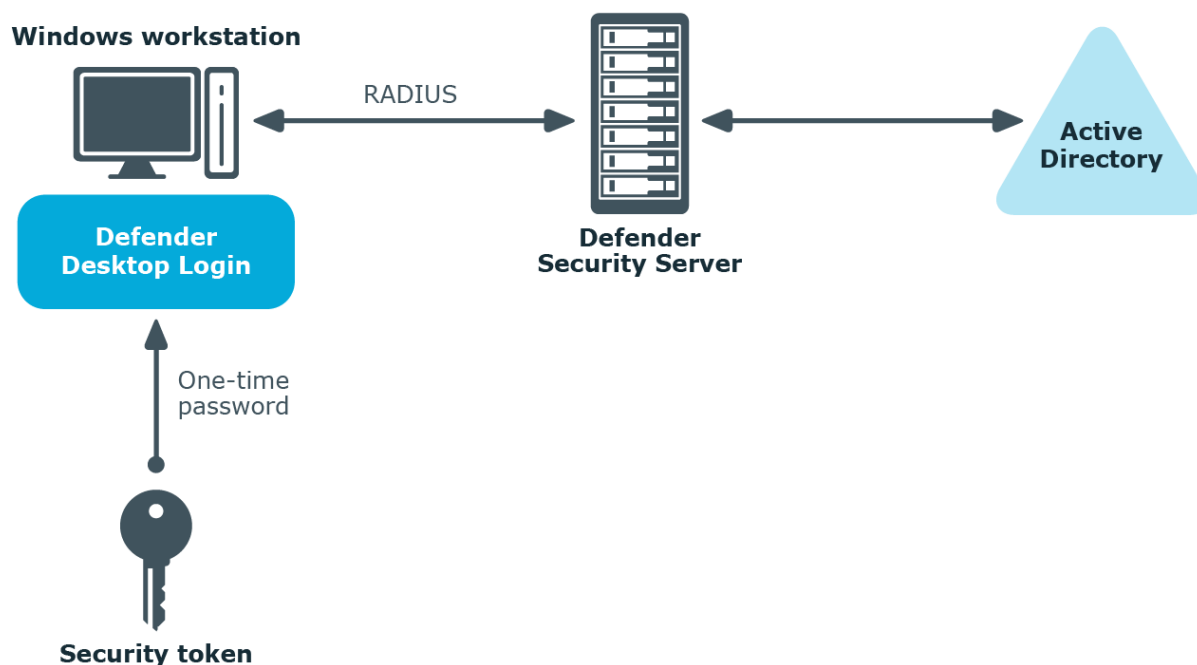 Windows workstation
RADIUS
Active
Directory
Defender
Desktop Login
Defender
Security Server
One-time
password
Security token